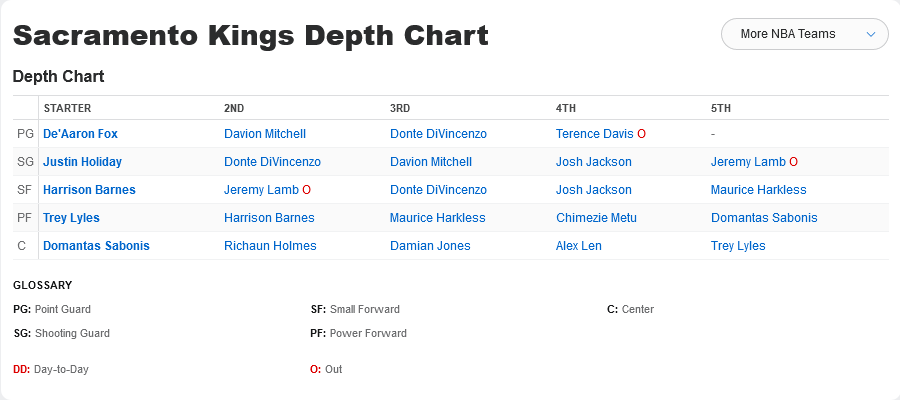 Sacramento Kings Depth Chart
More NBA Teams
Depth Chart
STARTER 2ND 3RD 4TH 5TH
PG De'Aaron Fox Davion Mitchell Donte DiVincenzo Terence Davis O -
SG Justin Holiday Donte DiVincenzo Davion Mitchell Josh Jackson Jeremy Lamb O
SF Harrison Barnes Jeremy Lamb O Donte DiVincenzo Josh Jackson Maurice Harkless
PF Trey Lyles Harrison Barnes Maurice Harkless Chimezie Metu Domantas Sabonis
C Domantas Sabonis Richaun Holmes Damian Jones Alex Len Trey Lyles
GLOSSARY
PG: Point Guard SF: Small Forward C: Center
SG: Shooting Guard PF: Power Forward
DD: Day-to-Day O: Out